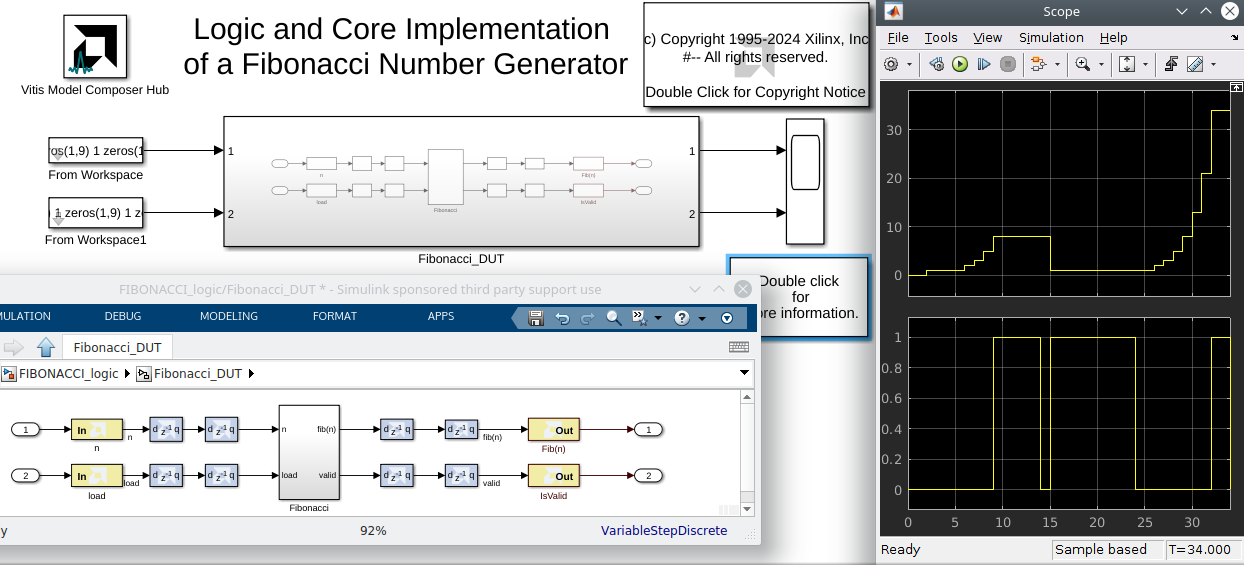 Logic and Core Implementation
of a Fibonacci Number Generator
Vitis Model Composer Hub
c) Copyright 1995-2024 Xilinx, Inc
#-- All rights reserved.
Double Click for Copyright Notice
ros(1,9) 1 zeros(1
From Workspace
1 zeros(1,9) 1 z
From Workspace1
1
2
n
load
Fibonacci
Fib(n)
IsValid
1
2
Fibonacci_DUT
Double click
for
ore information.
FIBONACCI_logic/Fibonacci_DUT * - Simulink sponsored third party support use
MULATION DEBUG MODELING FORMAT APPS
Fibonacci_DUT
FIBONACCI_logic Fibonacci_DUT
1 In n d z-1 q d z-1 q n fib(n) d z-1 q d z-1 q fib(n) Out 1
n Fib(n)
2 In load d z-1 q d z-1 q load valid d z-1 q d z-1 q valid Out 2
load Fibonacci IsValid
y 92% VariableStepDiscrete
Scope
File Tools View Simulation Help
30
20
10
0
1
0.8
0.6
0.4
0.2
0
0 5 10 15 20 25 30
Ready Sample based T=34.000